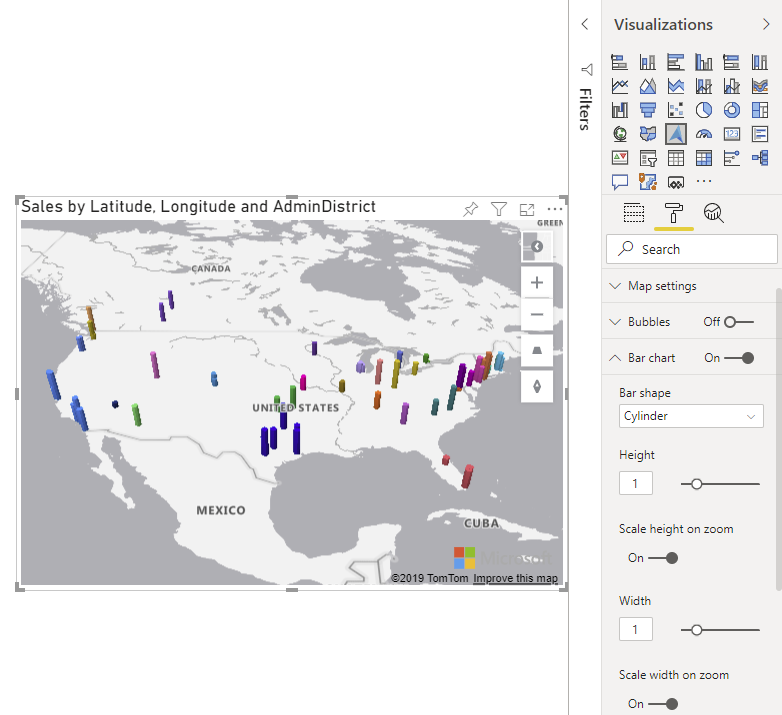 Sales by Latitude, Longitude and AdminDistrict
GREEN
CANADA
UNITED STATES
MEXICO
CUBA
Microsoft
©2019 TomTom Improve this map
Filters
Visualizations
123
Search
Map settings
Bubbles Off
Bar chart On
Bar shape
Cylinder
Height
1
Scale height on zoom
On
Width
1
Scale width on zoom
On